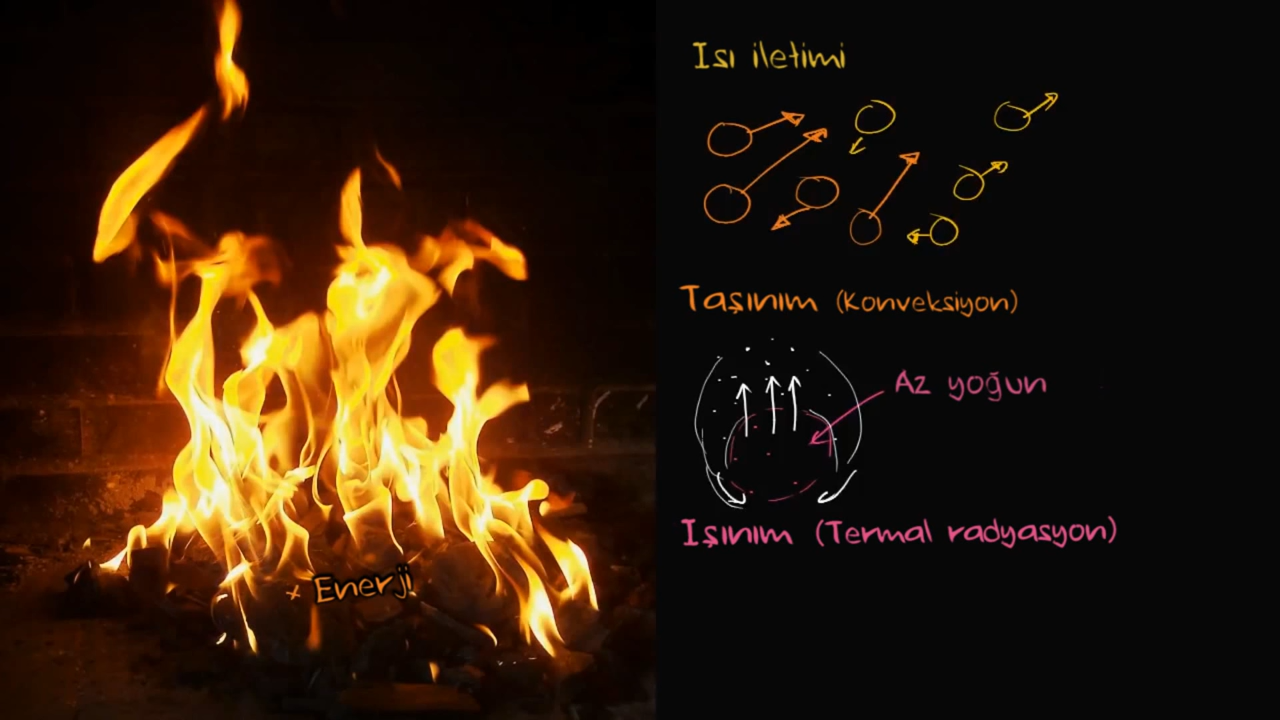 Isı iletimi
Taşınım (Konveksiyon)
Az yoğun
Işınım (Termal radyasyon)
+ Enerji